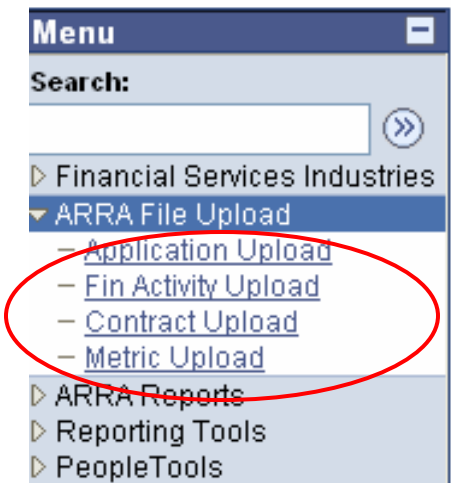 Menu
Search:
Financial Services Industries
ARRA File Upload
Application Upload
Fin Activity Upload
Contract Upload
Metric Upload
ARRA Reports
Reporting Tools
PeopleTools